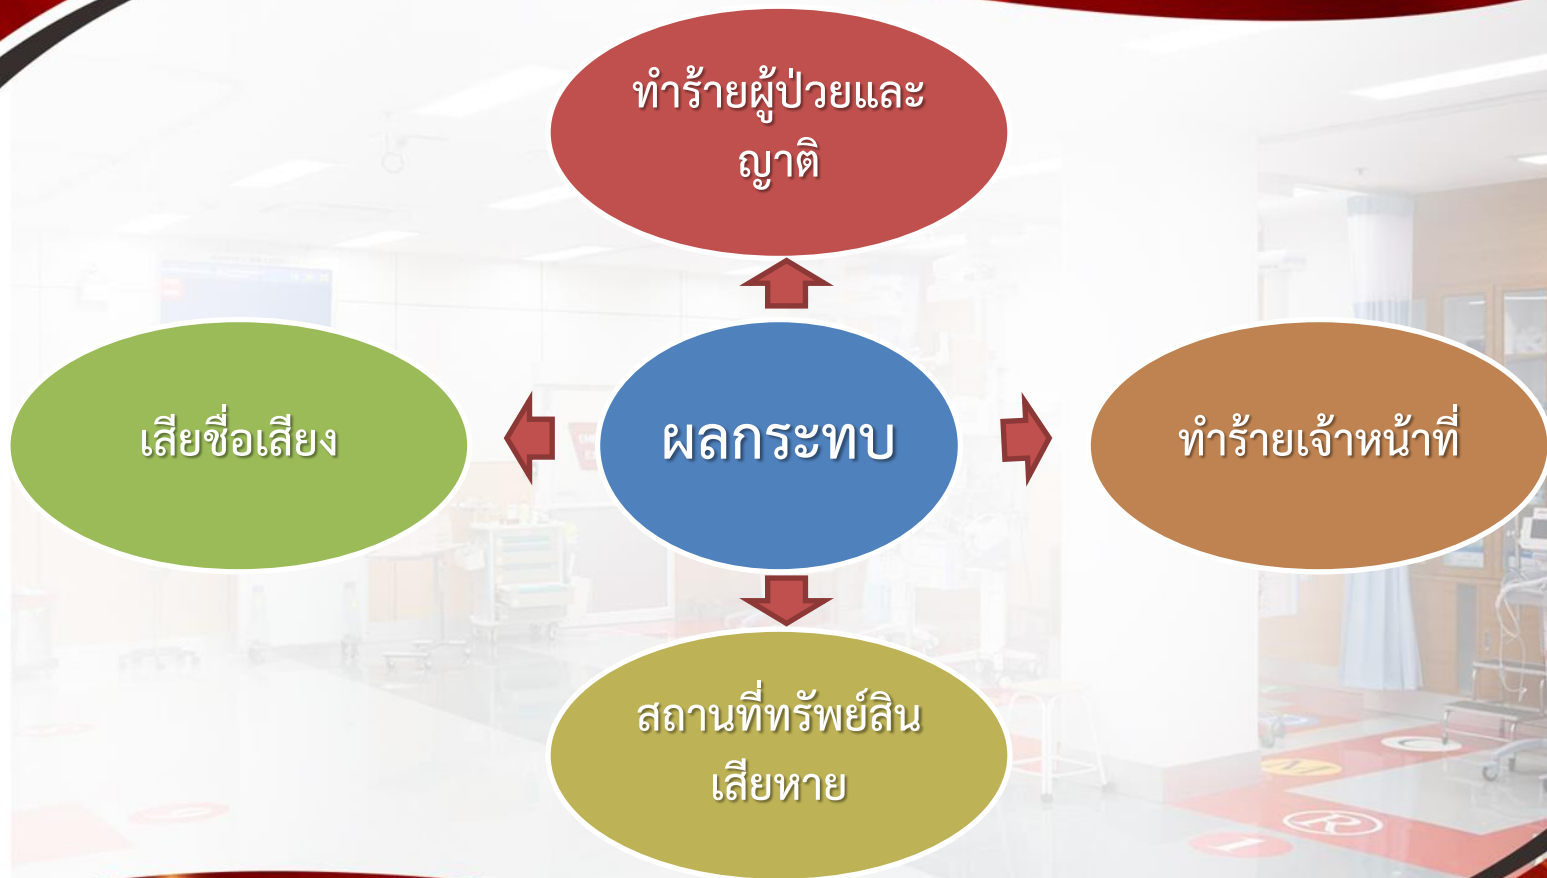 ทำร้ายผู้ป่วยและ
ญาติ
เสียชื่อเสียง
ผลกระทบ
ทำร้ายเจ้าหน้าที่
สถานที่ทรัพย์สิน
เสียหาย
M
C
R
1